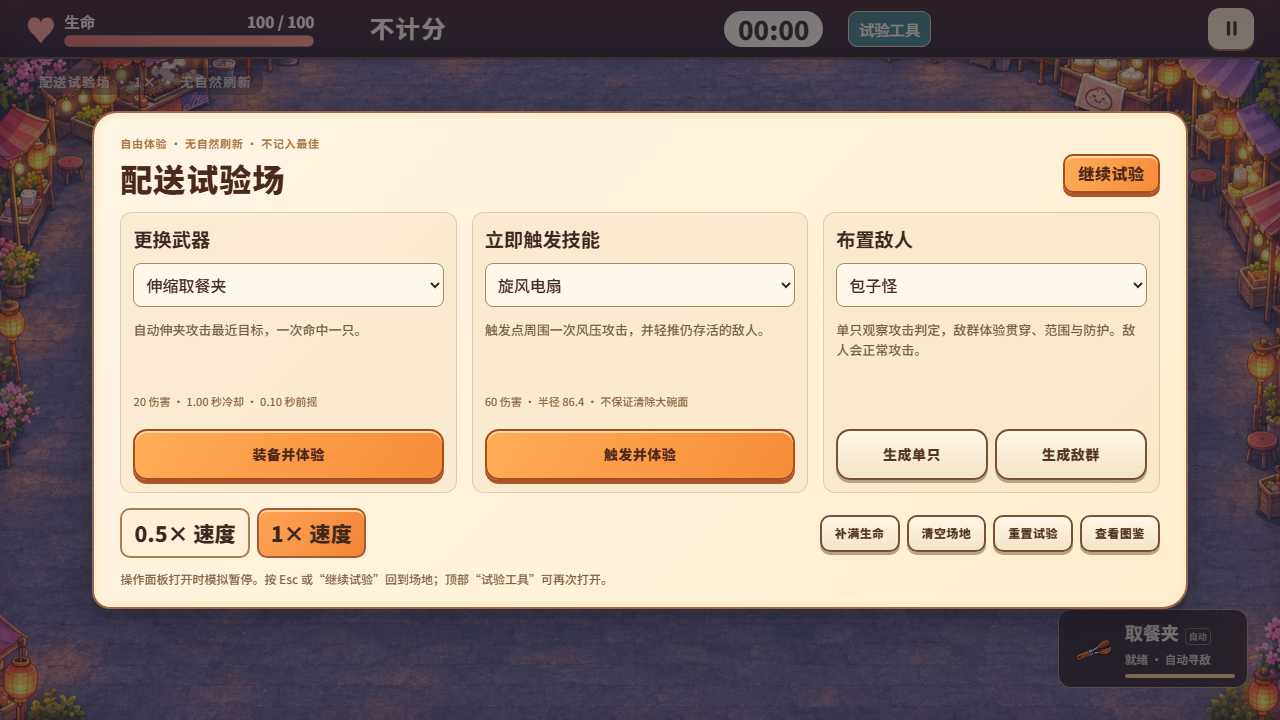 生命
100 / 100
不计分
00:00
试验工具
配送试验场 · 1× · 无自然刷新
自由体验 · 无自然刷新 · 不记入最佳
配送试验场
继续试验
更换武器
伸缩取餐夹
自动伸夹攻击最近目标，一次命中一只。
20 伤害 · 1.00 秒冷却 · 0.10 秒前摇
装备并体验
立即触发技能
旋风电扇
触发点周围一次风压攻击，并轻推仍存活的敌人。
60 伤害 · 半径 86.4 · 不保证清除大碗面
触发并体验
布置敌人
包子怪
单只观察攻击判定，敌群体验贯穿、范围与防护。敌
人会正常攻击。
生成单只
生成敌群
0.5× 速度
1× 速度
补满生命
清空场地
重置试验
查看图鉴
操作面板打开时模拟暂停。按 Esc 或“继续试验”回到场地；顶部“试验工具”可再次打开。
取餐夹
自动
就绪 · 自动寻敌